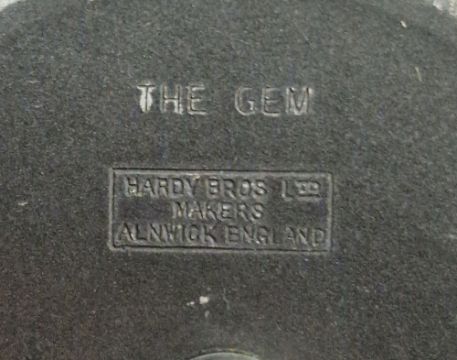 THE GEM
HARDY BROS LTD
MAKERS
ALNWICK ENGLAND